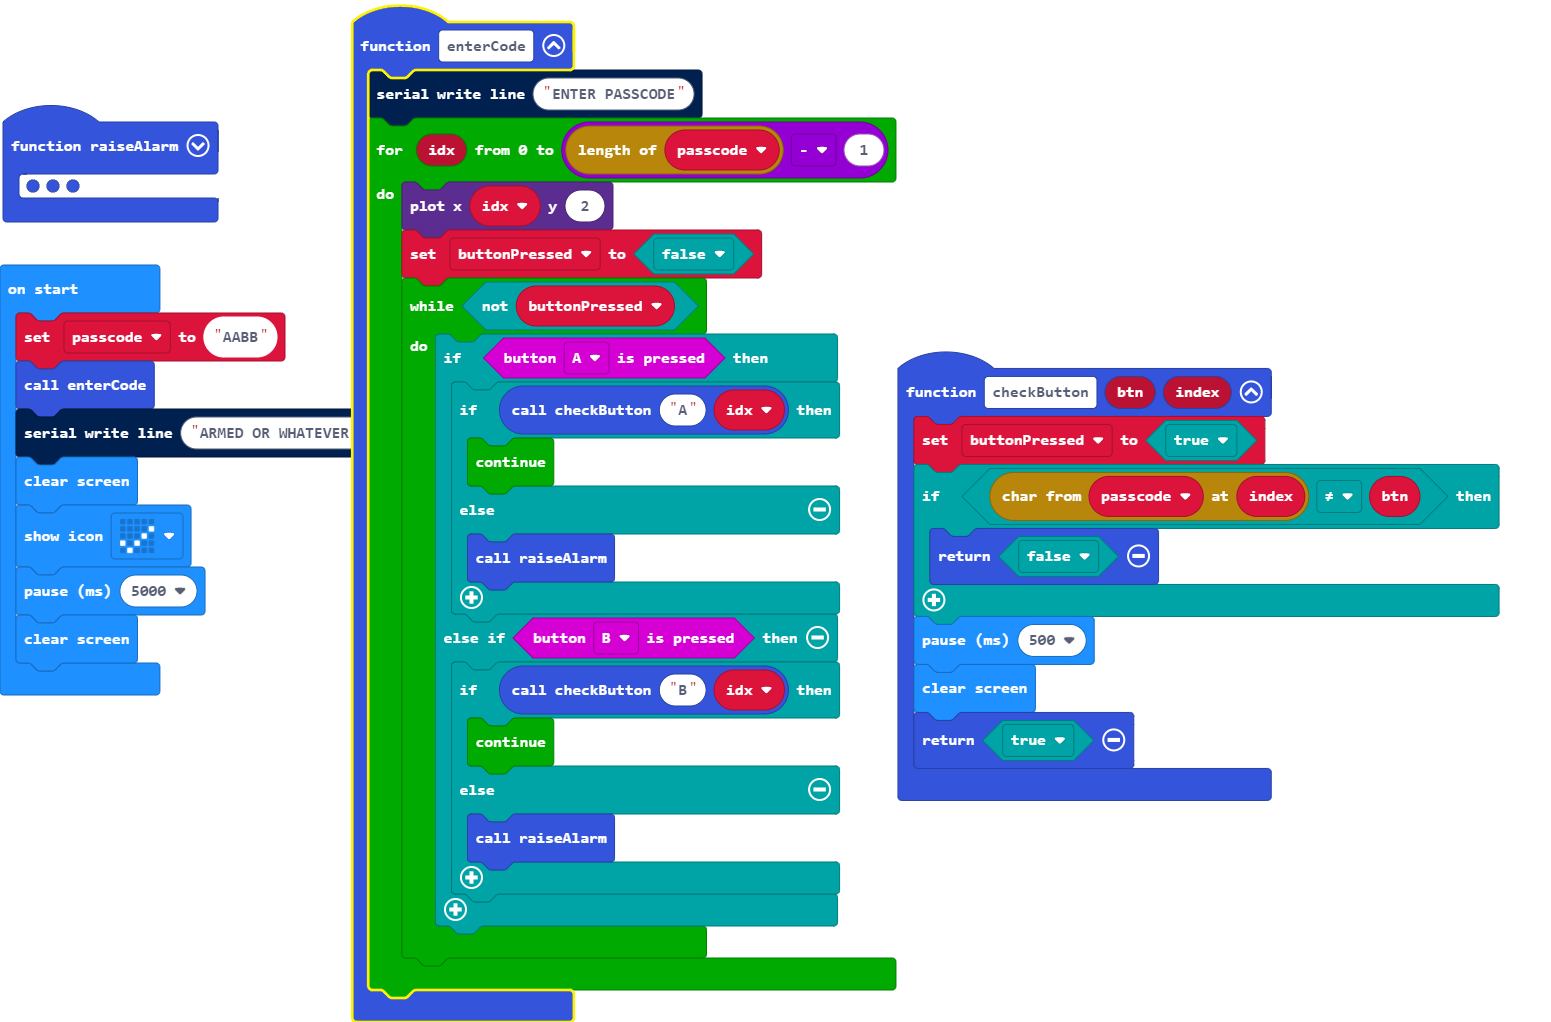 function raiseAlarm
on start
set passcode to "AABB"
call enterCode
serial write line "ARMED OR WHATEVER
clear screen
show icon
pause (ms) 5000
clear screen
function enterCode
serial write line "ENTER PASSCODE"
for idx from 0 to length of passcode - 1
do
plot x idx y 2
set buttonPressed to false
while not buttonPressed
do
if button A is pressed then
if call checkButton "A" idx then
continue
else
call raiseAlarm
else if button B is pressed then
if call checkButton "B" idx then
continue
else
call raiseAlarm
function checkButton btn index
set buttonPressed to true
if char from passcode at index ≠ btn then
return false
pause (ms) 500
clear screen
return true